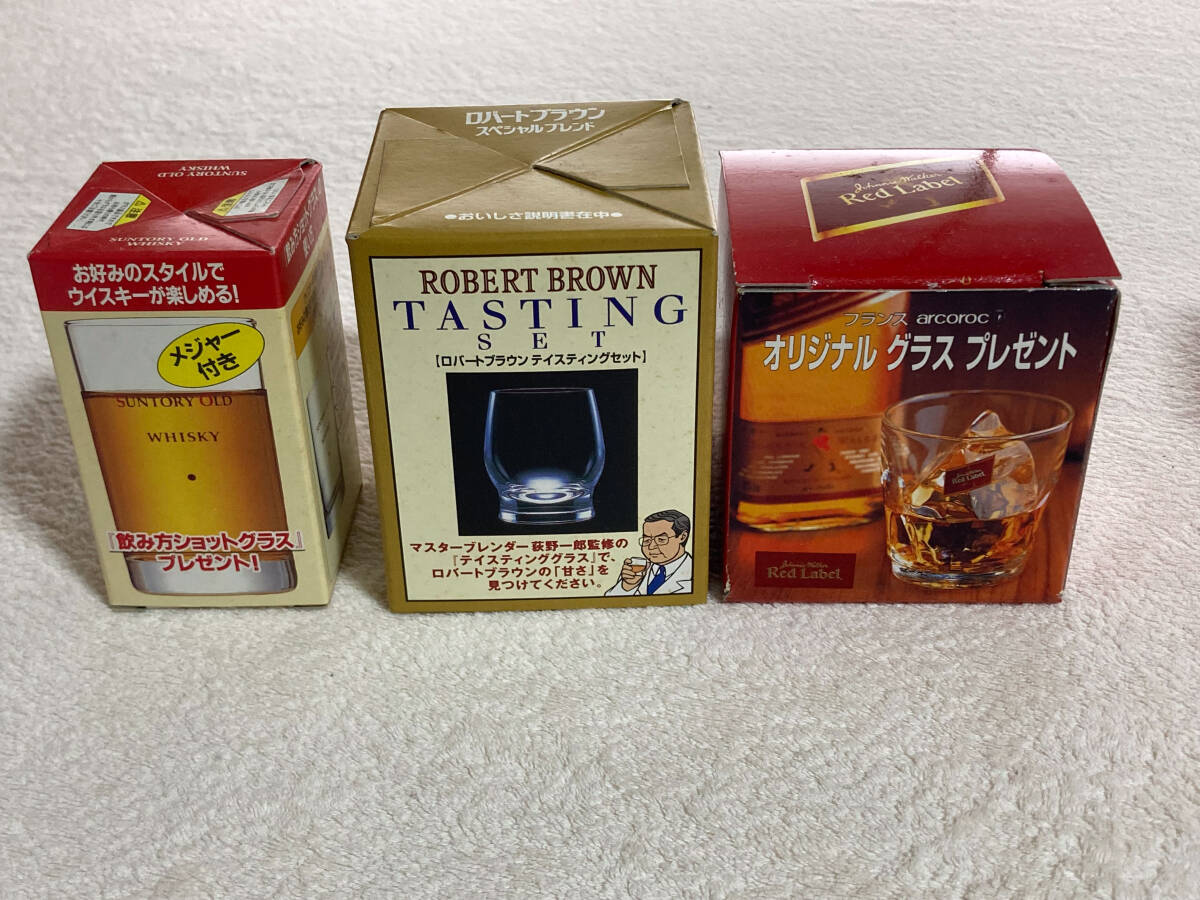 SUNTORY OLD
WHISKY
SUNTORY OLD
WHISKY
お好みのスタイルで
ウイスキーが楽しめる!
メジャー
付き
SUNTORY OLD
WHISKY
『飲み方ショットグラス』
プレゼント!
ロバートブラウン
スペシャルブレンド
●おいしさ説明書在中●
ROBERT BROWN
TASTING
SET
【ロバートブラウン テイスティングセット】
マスターブレンダー荻野一郎監修の
『テイスティンググラス』で、
ロバートブラウンの「甘さ」を
見つけてください。
Johnnie Walker
Red Label
フランス arcoroc
オリジナル グラス プレゼント
Johnnie Walker
Red Label
Johnnie Walker
Red Label